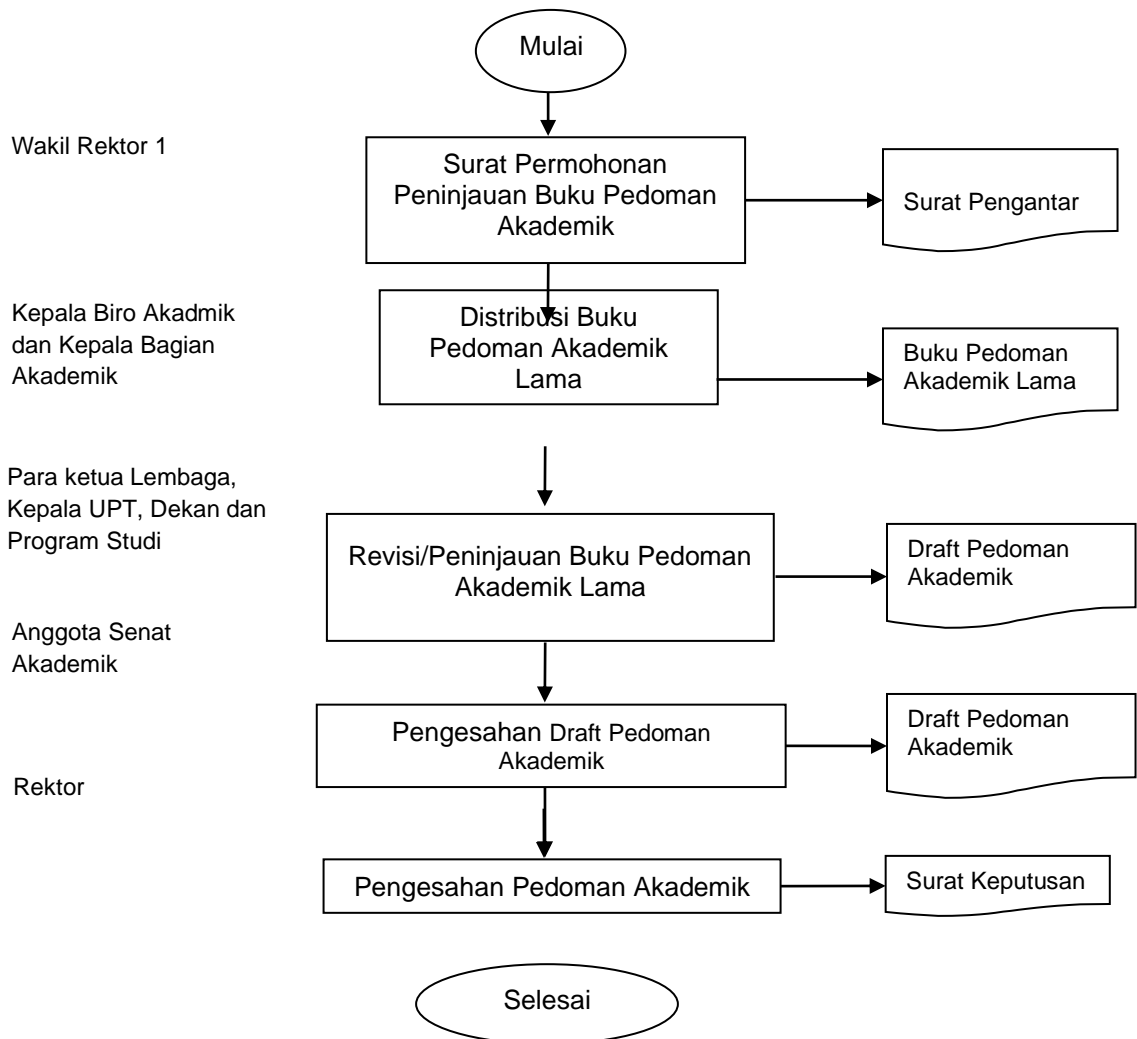 Mulai
Wakil Rektor 1
Surat Permohonan
Peninjauan Buku Pedoman
Akademik
Surat Pengantar
Kepala Biro Akadmik
dan Kepala Bagian
Akademik
Distribusi Buku
Pedoman Akademik
Lama
Buku Pedoman
Akademik Lama
Para ketua Lembaga,
Kepala UPT, Dekan dan
Program Studi
Revisi/Peninjauan Buku Pedoman
Akademik Lama
Draft Pedoman
Akademik
Anggota Senat
Akademik
Pengesahan Draft Pedoman
Akademik
Draft Pedoman
Akademik
Rektor
Pengesahan Pedoman Akademik
Surat Keputusan
Selesai